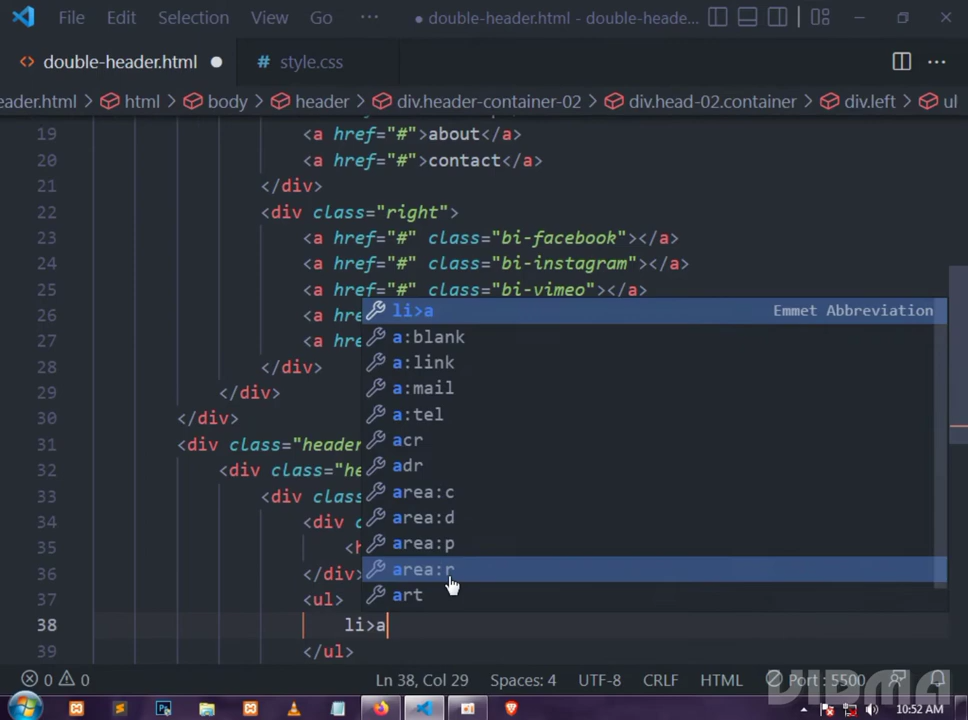 File Edit Selection View Go ··· ● double-header.html - double-heade...
<> double-header.html ● # style.css ···
eader.html > html > body > header > div.header-container-02 > div.head-02.container > div.left > ul
19 <a href="#">about</a>
20 <a href="#">contact</a>
21 </div>
22 <div class="right">
23 <a href="#" class="bi-facebook"></a>
24 <a href="#" class="bi-instagram"></a>
25 <a href="#" class="bi-vimeo"></a>
26 <a hre
27 <a hre
28 </div>
29 </div>
30 </div>
31 <div class="header
32 <div class="he
33 <div class
34 <div c
35 <h
36 </div>
37 <ul>
38 li>a
39 </ul>
li>a Emmet Abbreviation
a:blank
a:link
a:mail
a:tel
acr
adr
area:c
area:d
area:p
area:r
art
0 0 Ln 38, Col 29 Spaces: 4 UTF-8 CRLF HTML Port : 5500
VIDMA
10:52 AM